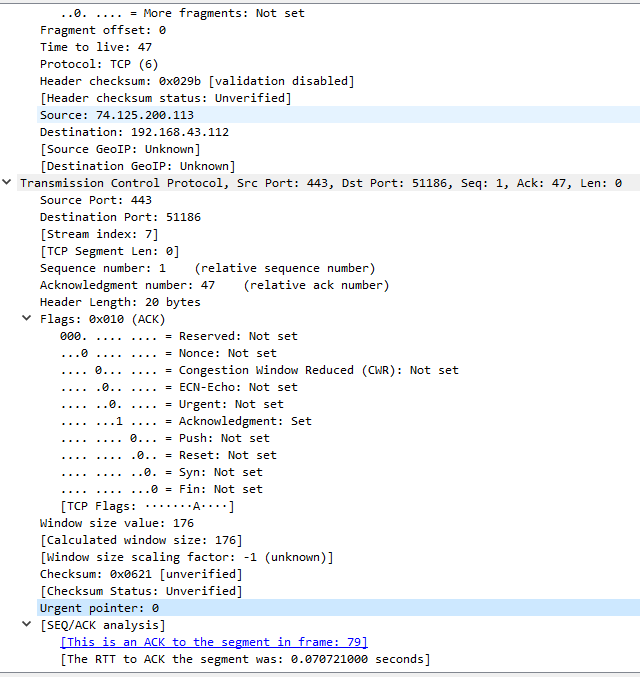 ..0. .... = More fragments: Not set
Fragment offset: 0
Time to live: 47
Protocol: TCP (6)
Header checksum: 0x029b [validation disabled]
[Header checksum status: Unverified]
Source: 74.125.200.113
Destination: 192.168.43.112
[Source GeoIP: Unknown]
[Destination GeoIP: Unknown]
Transmission Control Protocol, Src Port: 443, Dst Port: 51186, Seq: 1, Ack: 47, Len: 0
Source Port: 443
Destination Port: 51186
[Stream index: 7]
[TCP Segment Len: 0]
Sequence number: 1    (relative sequence number)
Acknowledgment number: 47    (relative ack number)
Header Length: 20 bytes
Flags: 0x010 (ACK)
000. .... .... = Reserved: Not set
...0 .... .... = Nonce: Not set
.... 0... .... = Congestion Window Reduced (CWR): Not set
.... .0.. .... = ECN-Echo: Not set
.... ..0. .... = Urgent: Not set
.... ...1 .... = Acknowledgment: Set
.... .... 0... = Push: Not set
.... .... .0.. = Reset: Not set
.... .... ..0. = Syn: Not set
.... .... ...0 = Fin: Not set
[TCP Flags: ·······A····]
Window size value: 176
[Calculated window size: 176]
[Window size scaling factor: -1 (unknown)]
Checksum: 0x0621 [unverified]
[Checksum Status: Unverified]
Urgent pointer: 0
[SEQ/ACK analysis]
[This is an ACK to the segment in frame: 79]
[The RTT to ACK the segment was: 0.070721000 seconds]